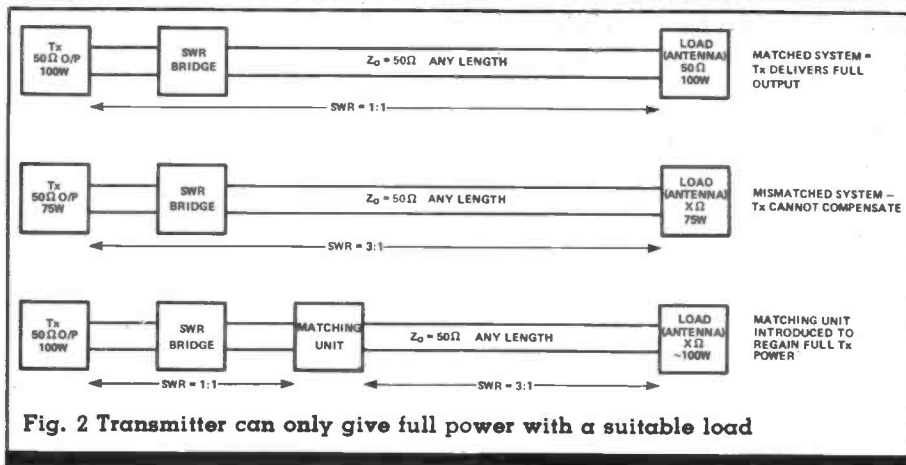 Tx
50Ω O/P
100W
SWR
BRIDGE
Z₀ = 50Ω ANY LENGTH
LOAD
(ANTENNA)
50Ω
100W
MATCHED SYSTEM =
Tx DELIVERS FULL
OUTPUT
SWR = 1:1
Tx
50Ω O/P
75W
SWR
BRIDGE
Z₀ = 50Ω ANY LENGTH
LOAD
(ANTENNA)
XΩ
75W
MISMATCHED SYSTEM –
Tx CANNOT COMPENSATE
SWR = 3:1
Tx
50Ω O/P
100W
SWR
BRIDGE
MATCHING
UNIT
Z₀ = 50Ω ANY LENGTH
LOAD
(ANTENNA)
XΩ
~100W
MATCHING UNIT
INTRODUCED TO
REGAIN FULL Tx
POWER
SWR = 1:1
SWR = 3:1
Fig. 2 Transmitter can only give full power with a suitable load